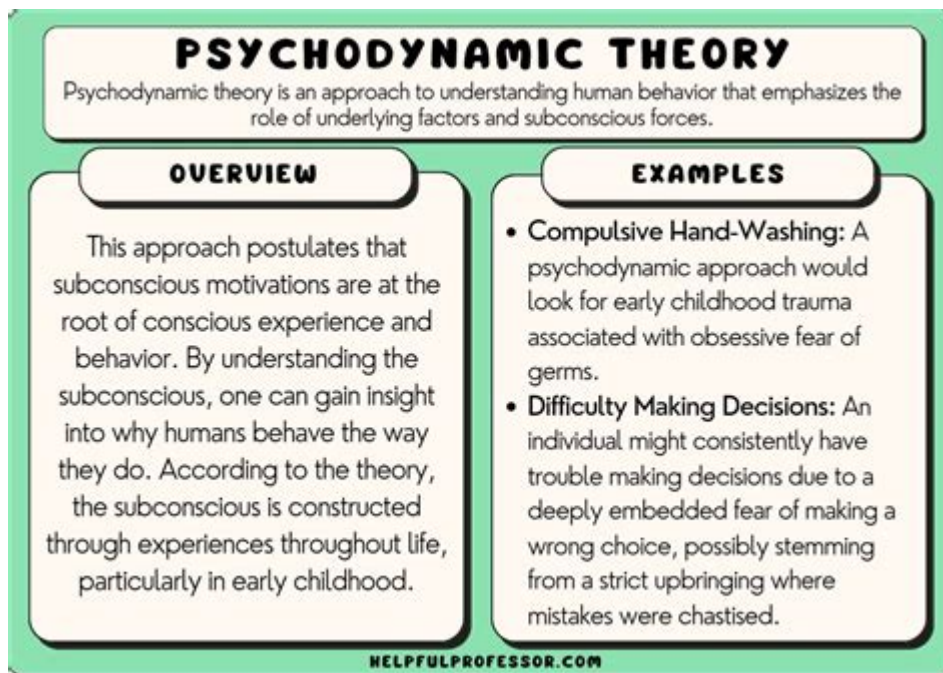 PSYCHODYNAMIC THEORY
Psychodynamic theory is an approach to understanding human behavior that emphasizes the
role of underlying factors and subconscious forces.
OVERVIEW
This approach postulates that
subconscious motivations are at the
root of conscious experience and
behavior. By understanding the
subconscious, one can gain insight
into why humans behave the way
they do. According to the theory,
the subconscious is constructed
through experiences throughout life,
particularly in early childhood.
EXAMPLES
• Compulsive Hand-Washing: A
psychodynamic approach would
look for early childhood trauma
associated with obsessive fear of
germs.
• Difficulty Making Decisions: An
individual might consistently have
trouble making decisions due to a
deeply embedded fear of making a
wrong choice, possibly stemming
from a strict upbringing where
mistakes were chastised.
HELPFULPROFESSOR.COM